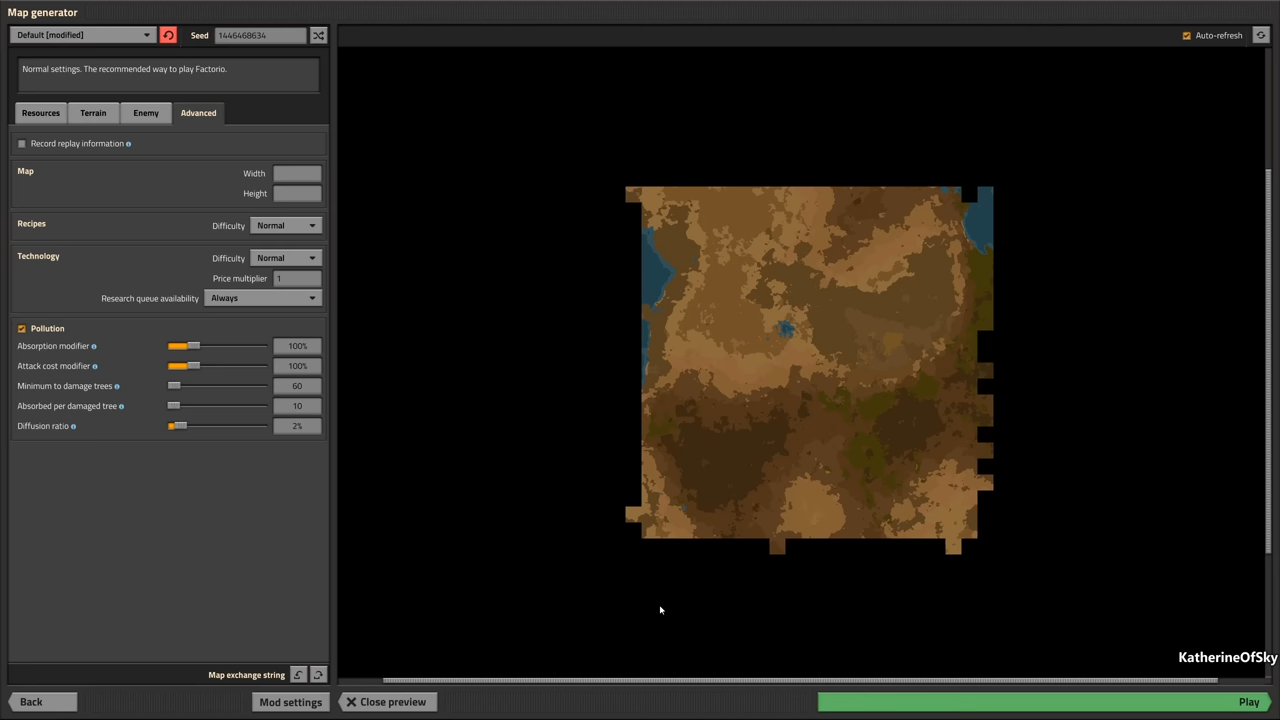 Map generator
Default [modified]
Seed
1446468634
Auto-refresh
Normal settings. The recommended way to play Factorio.
Resources
Terrain
Enemy
Advanced
Record replay information
Map
Width
Height
Recipes
Difficulty
Normal
Technology
Difficulty
Normal
Price multiplier
1
Research queue availability
Always
Pollution
Absorption modifier
100%
Attack cost modifier
100%
Minimum to damage trees
60
Absorbed per damaged tree
10
Diffusion ratio
2%
KatherineOfSky
Map exchange string
Back
Mod settings
Close preview
Play